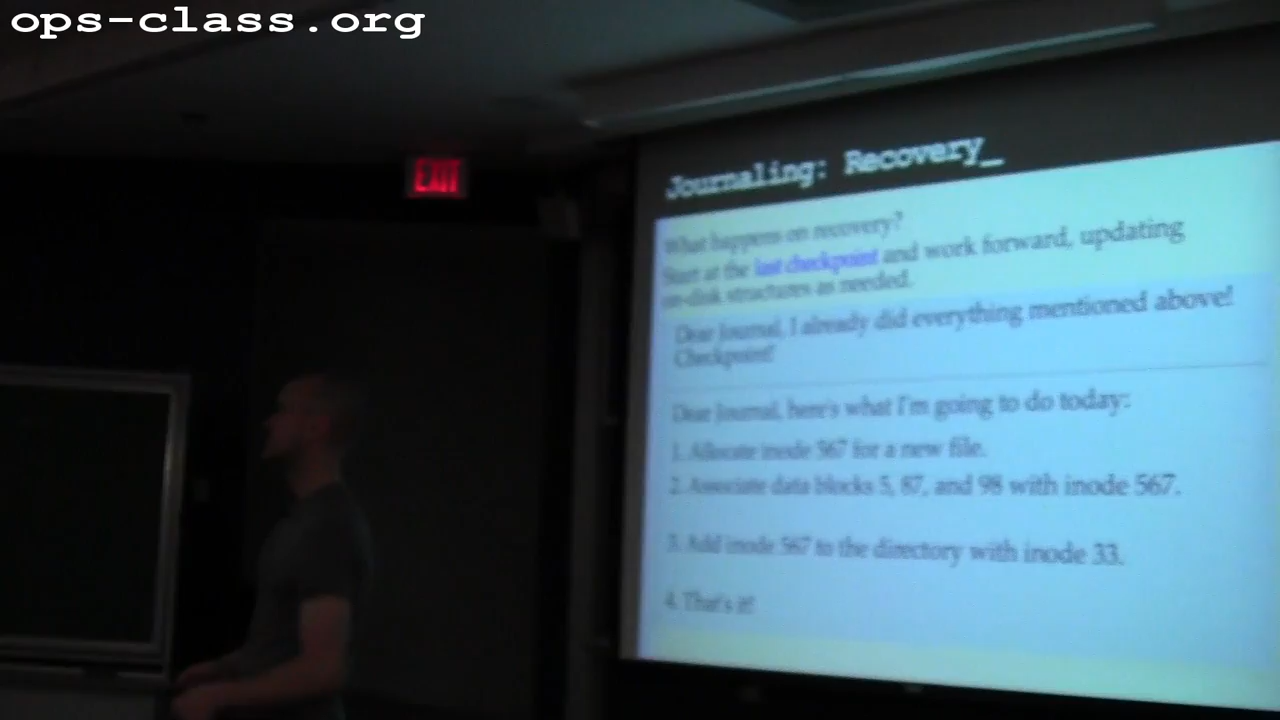 ops-class.org
EXIT
Journaling: Recovery_
What happens on recovery?
Start at the last checkpoint and work forward, updating
on-disk structures as needed.
Dear Journal, I already did everything mentioned above!
Checkpoint!
Dear Journal, here's what I'm going to do today:
1. Allocate inode 567 for a new file.
2. Associate data blocks 5, 87, and 98 with inode 567.
3. Add inode 567 to the directory with inode 33.
4. That's it!